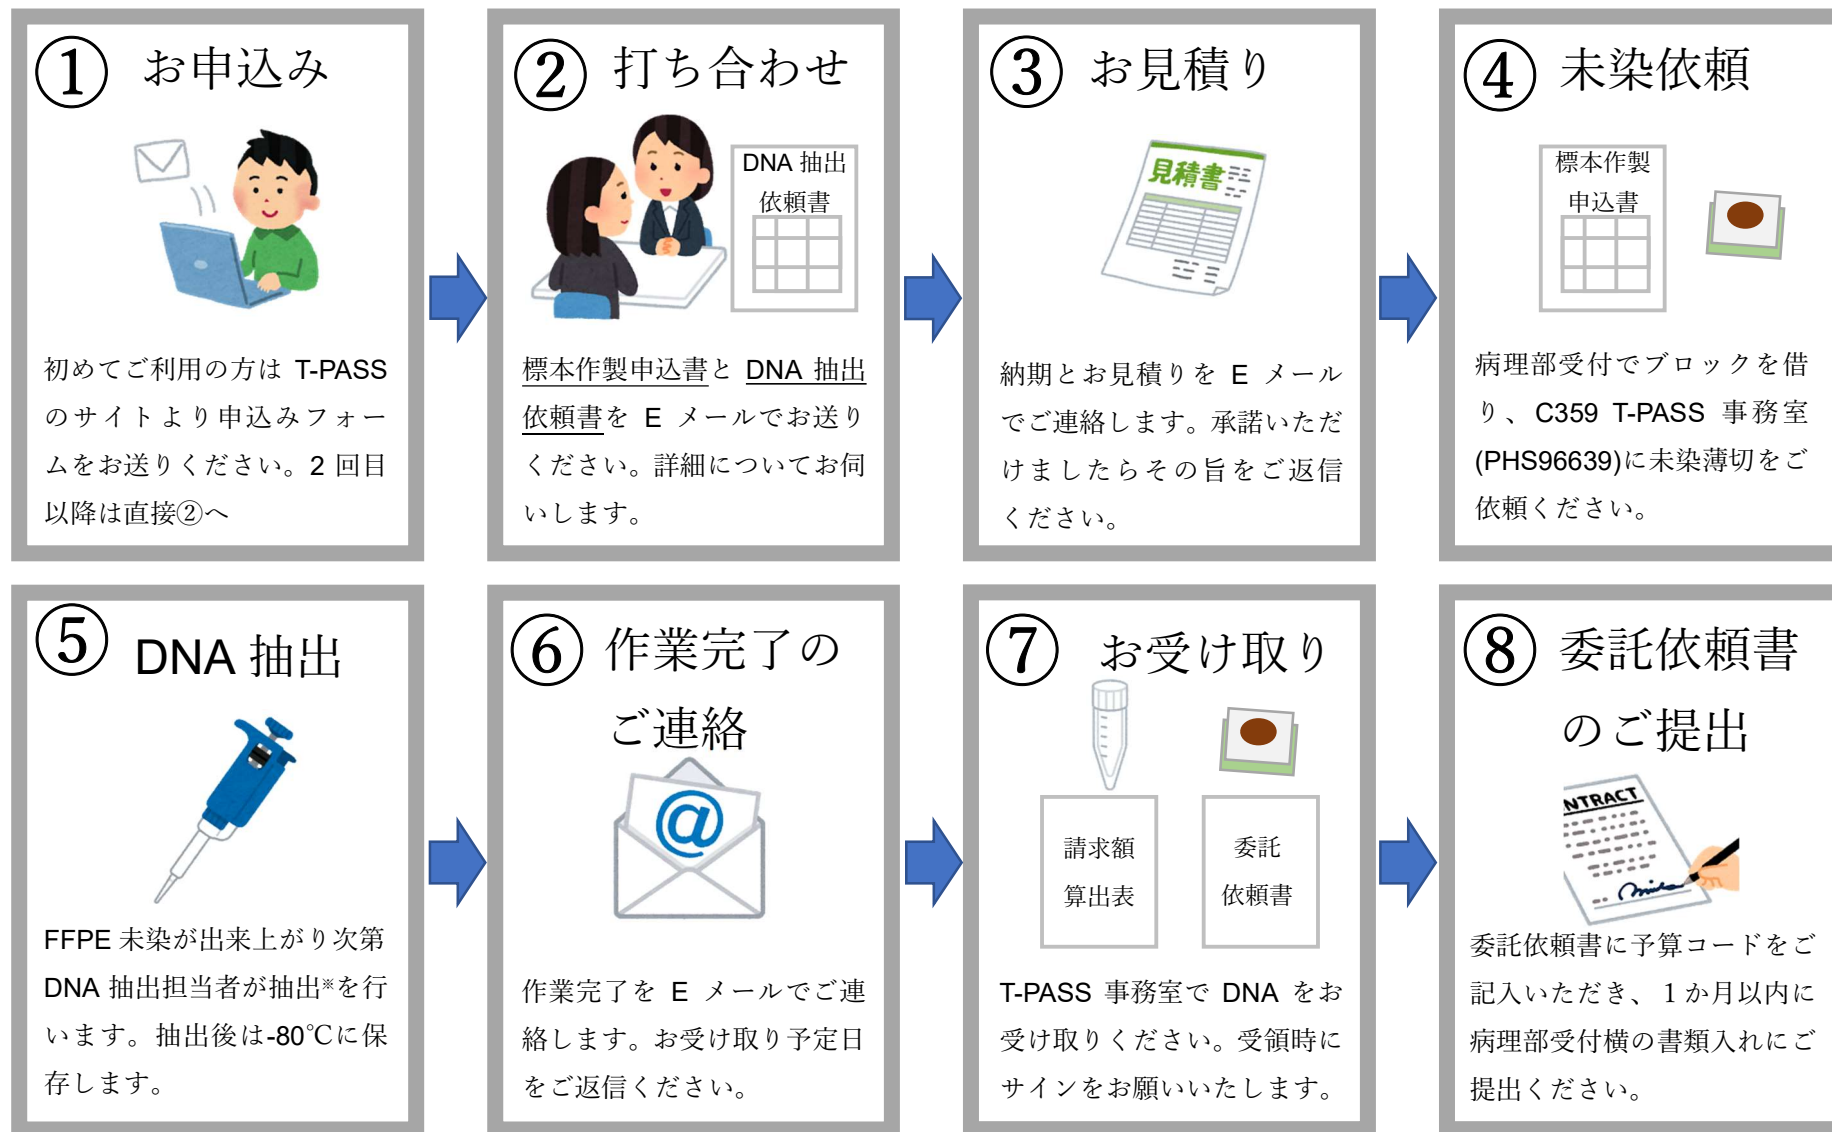 ① お申込み
初めてご利用の方は T-PASS
のサイトより申込みフォー
ムをお送りください。2 回目
以降は直接②へ
② 打ち合わせ
DNA 抽出
依頼書
標本作製申込書と DNA 抽出
依頼書を E メールでお送り
ください。詳細についてお伺
いします。
③ お見積り
見積書
納期とお見積りを E メール
でご連絡します。承諾いただ
けましたらその旨をご返信
ください。
④ 未染依頼
標本作製
申込書
病理部受付でブロックを借
り、C359 T-PASS 事務室
(PHS96639)に未染薄切をご
依頼ください。
⑤ DNA 抽出
FFPE 未染が出来上がり次第
DNA 抽出担当者が抽出※を行
います。抽出後は-80℃に保
存します。
⑥ 作業完了の
ご連絡
@
作業完了を E メールでご連
絡します。お受け取り予定日
をご返信ください。
⑦ お受け取り
請求額
算出表
委託
依頼書
T-PASS 事務室で DNA をお
受け取りください。受領時に
サインをお願いいたします。
⑧ 委託依頼書
のご提出
NTRACT
委託依頼書に予算コードをご
記入いただき、1か月以内に
病理部受付横の書類入れにご
提出ください。